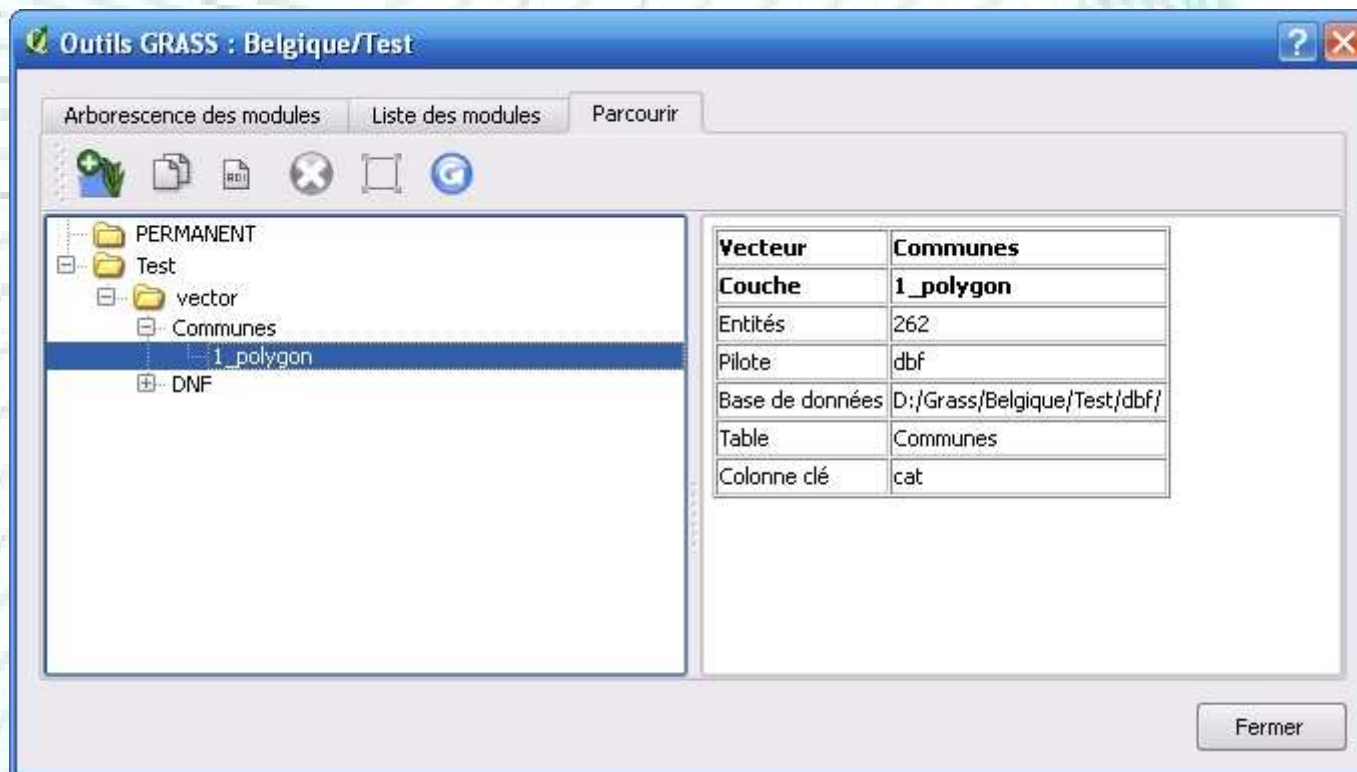 Outils GRASS : Belgique/Test
Arborescence des modules
Liste des modules
Parcourir
PERMANENT
Test
vector
Communes
1_polygon
DNF
Vecteur Communes
Couche 1_polygon
Entités 262
Pilote dbf
Base de données D:/Grass/Belgique/Test/dbf/
Table Communes
Colonne clé cat
Fermer